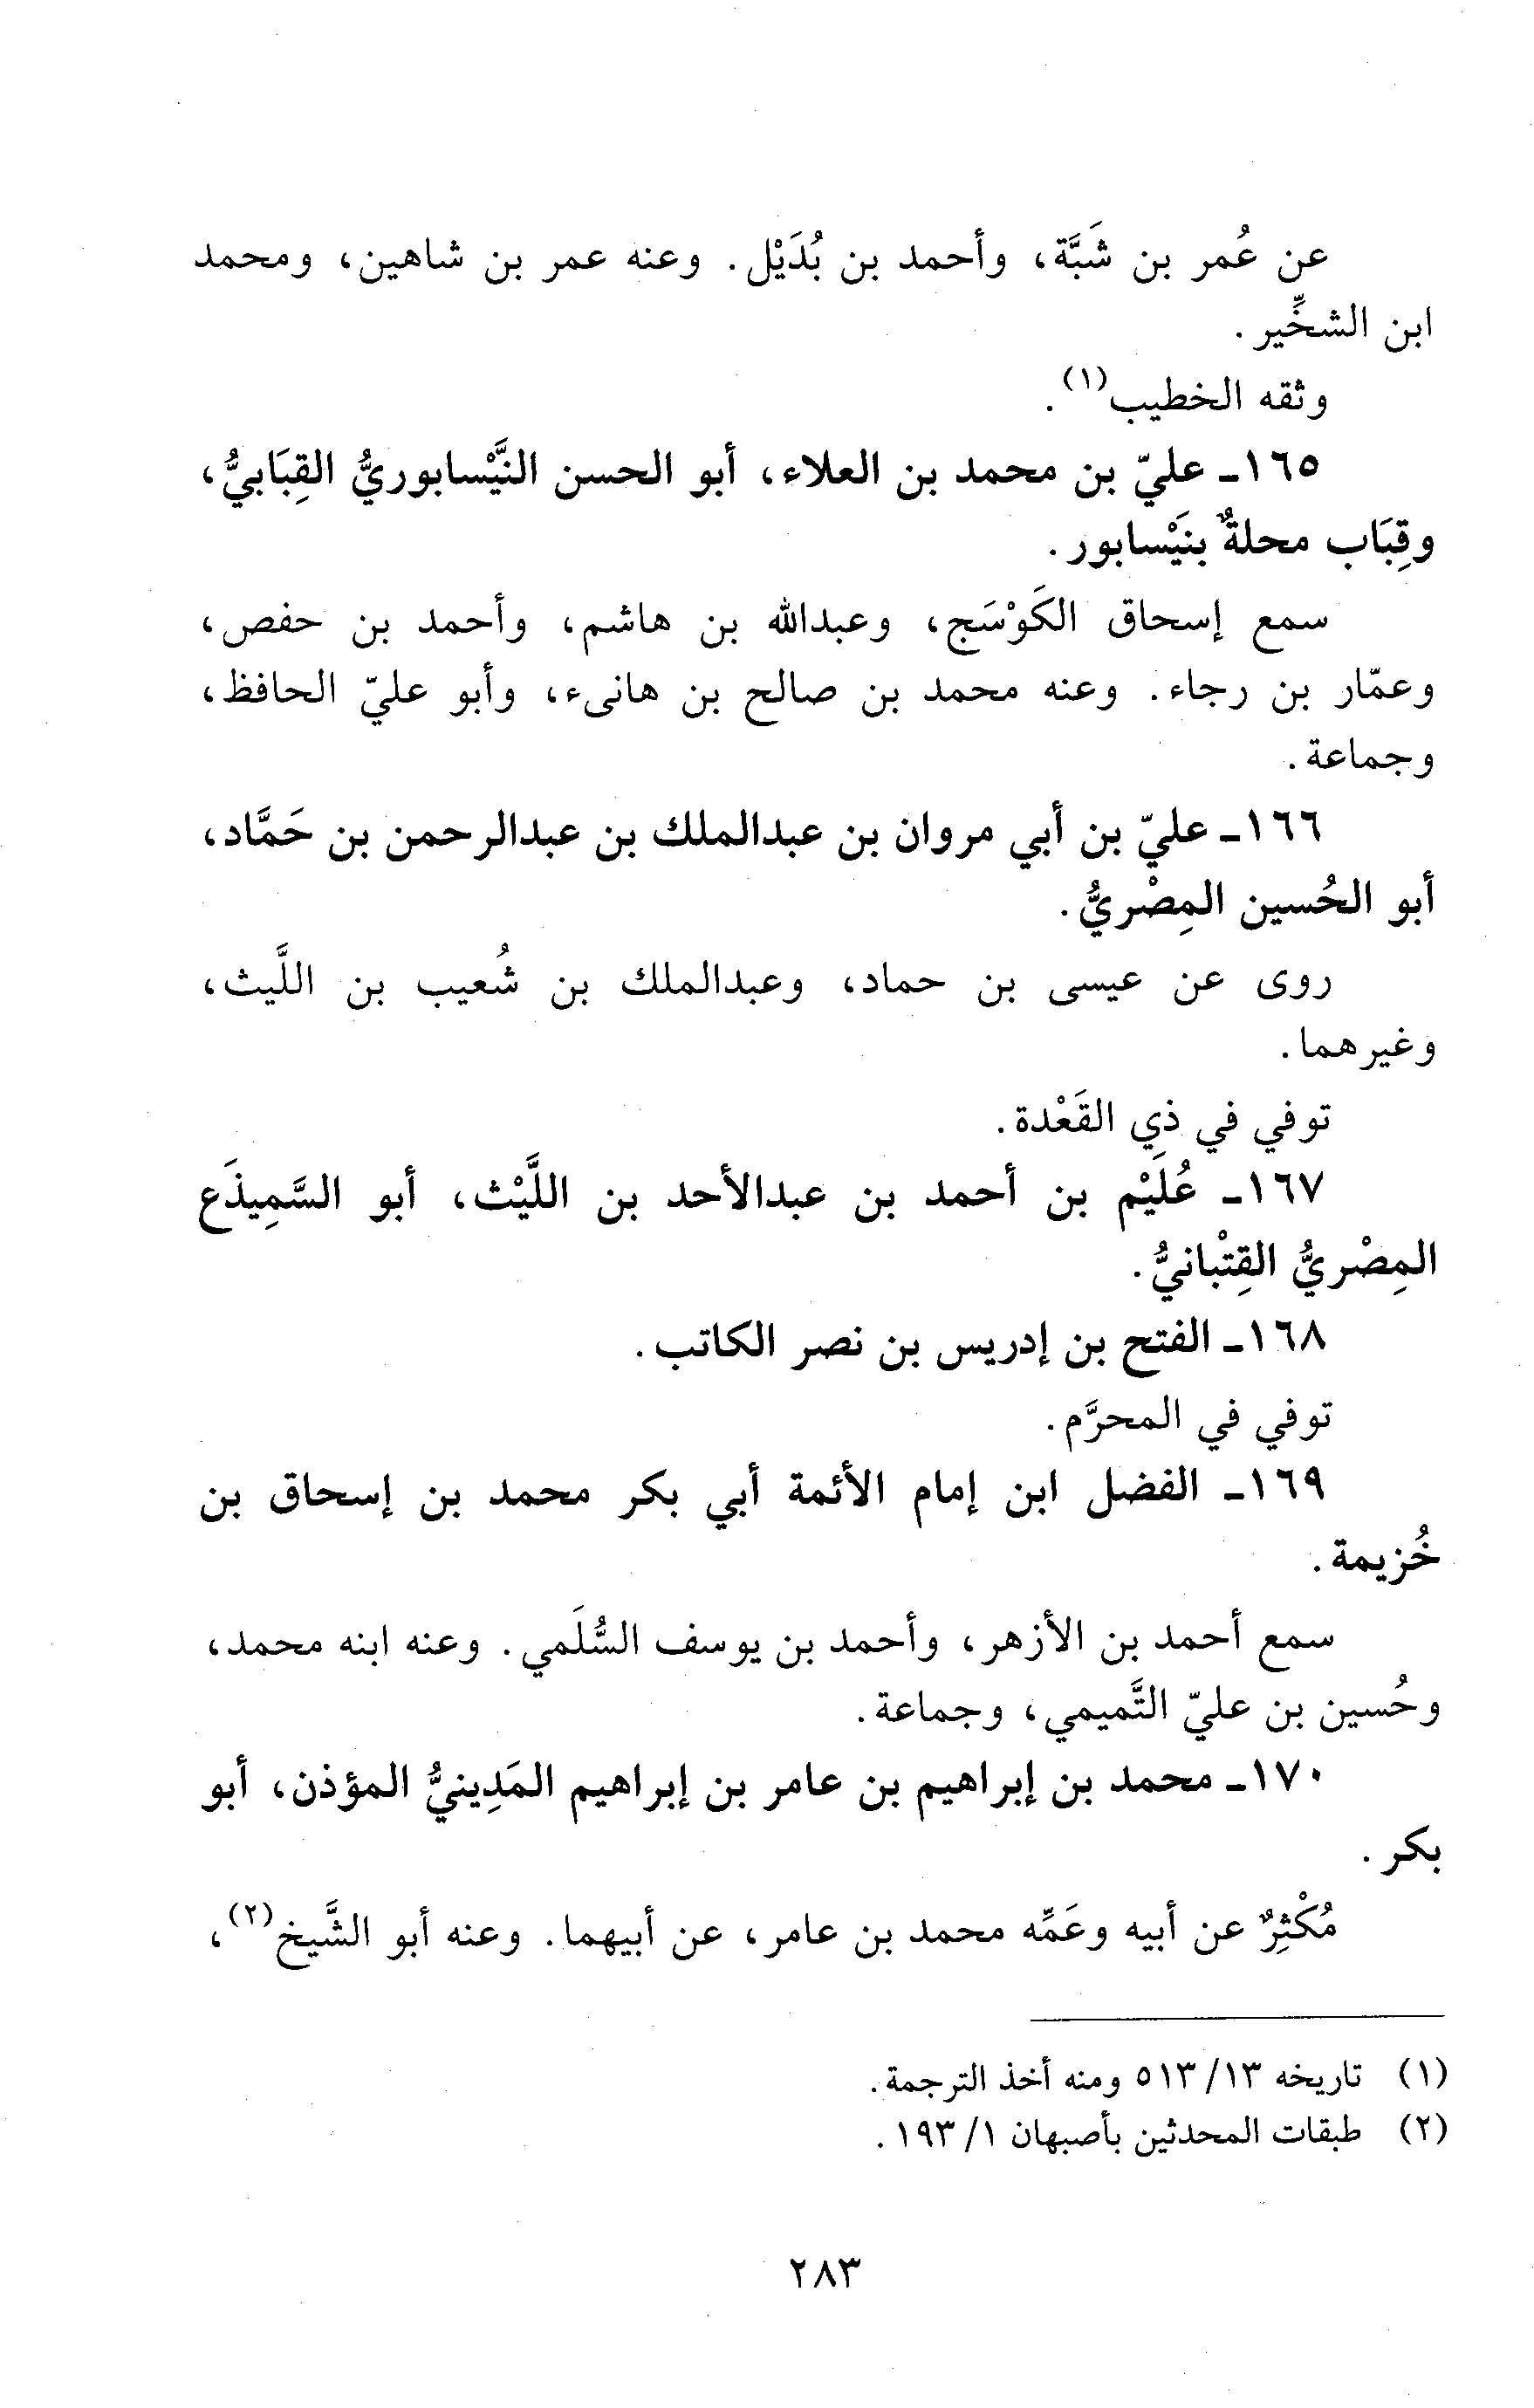 عن عُمر بن شَبَّة، وأحمد بن بُدَيْل. وعنه عمر بن شاهين، ومحمد
ابن الشخِّير.
وثقه الخطيب(١).
١٦٥- عليّ بن محمد بن العلاء، أبو الحسن النَّيْسابوريُّ القِبَابيُّ،
وقِبَاب محلةٌ بنَيْسابور.
سمع إسحاق الكَوْسَج، وعبدالله بن هاشم، وأحمد بن حفص،
وعمّار بن رجاء. وعنه محمد بن صالح بن هانىء، وأبو عليّ الحافظ،
وجماعة.
١٦٦- عليّ بن أبي مروان بن عبدالملك بن عبدالرحمن بن حَمَّاد،
أبو الحُسين المِصْريُّ.
روى عن عيسى بن حماد، وعبدالملك بن شُعيب بن اللَّيث،
وغيرهما.
توفي في ذي القَعْدة.
١٦٧- عُلَيْم بن أحمد بن عبدالأحد بن اللَّيْث، أبو السَّمِيذَع
المِصْريُّ القِتْبانيُّ.
١٦٨- الفتح بن إدريس بن نصر الكاتب.
توفي في المحرَّم.
١٦٩- الفضل ابن إمام الأئمة أبي بكر محمد بن إسحاق بن
خُزيمة.
سمع أحمد بن الأزهر، وأحمد بن يوسف السُّلَمي. وعنه ابنه محمد،
وحُسين بن عليّ التَّميمي، وجماعة.
١٧٠- محمد بن إبراهيم بن عامر بن إبراهيم المَدِينيُّ المؤذن، أبو
بكر.
مُكْثِرٌ عن أبيه وعَمِّه محمد بن عامر، عن أبيهما. وعنه أبو الشَّيخ(٢)،
(١) تاريخه ١٣/ ٥١٣ ومنه أخذ الترجمة.
(٢) طبقات المحدثين بأصبهان ١/ ١٩٣.
٢٨٣